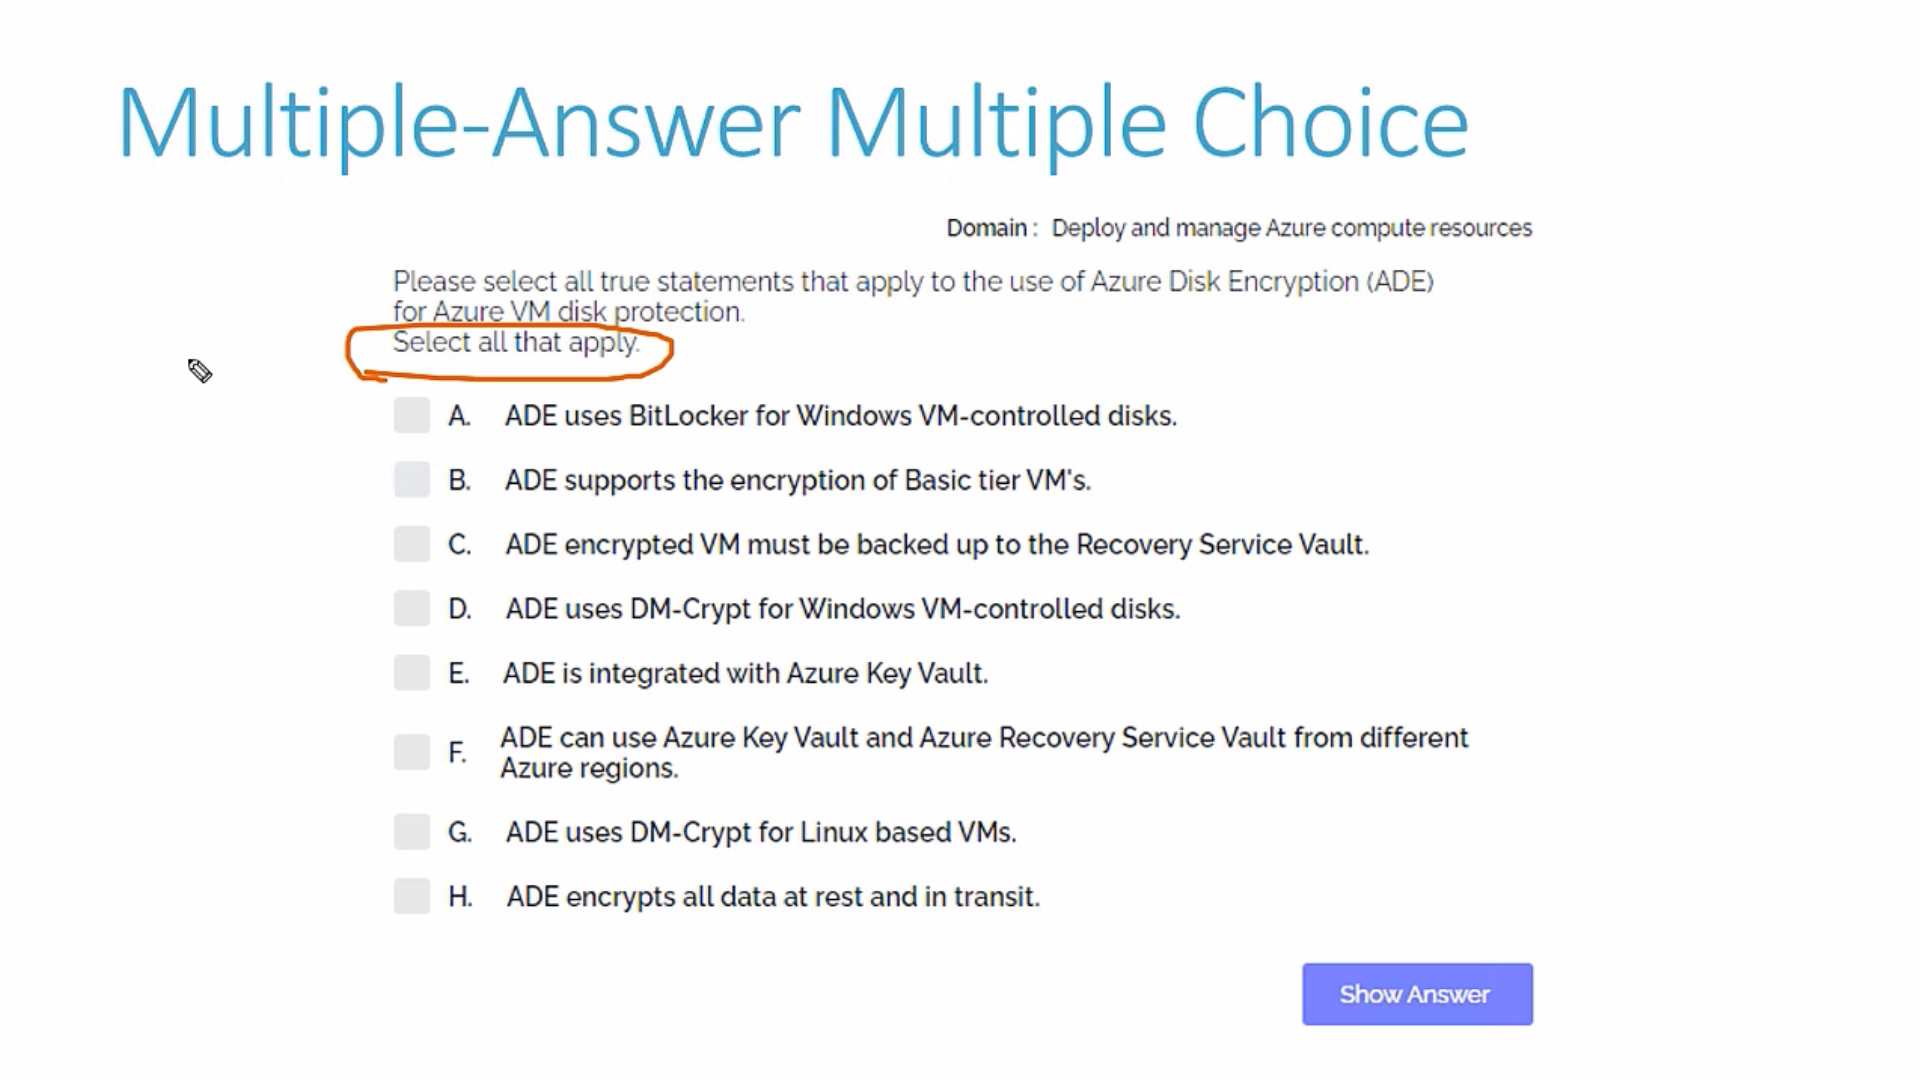 Multiple-Answer Multiple Choice
Domain : Deploy and manage Azure compute resources
Please select all true statements that apply to the use of Azure Disk Encryption (ADE)
for Azure VM disk protection.
Select all that apply.
A. ADE uses BitLocker for Windows VM-controlled disks.
B. ADE supports the encryption of Basic tier VM's.
C. ADE encrypted VM must be backed up to the Recovery Service Vault.
D. ADE uses DM-Crypt for Windows VM-controlled disks.
E. ADE is integrated with Azure Key Vault.
F. ADE can use Azure Key Vault and Azure Recovery Service Vault from different
Azure regions.
G. ADE uses DM-Crypt for Linux based VMs.
H. ADE encrypts all data at rest and in transit.
Show Answer